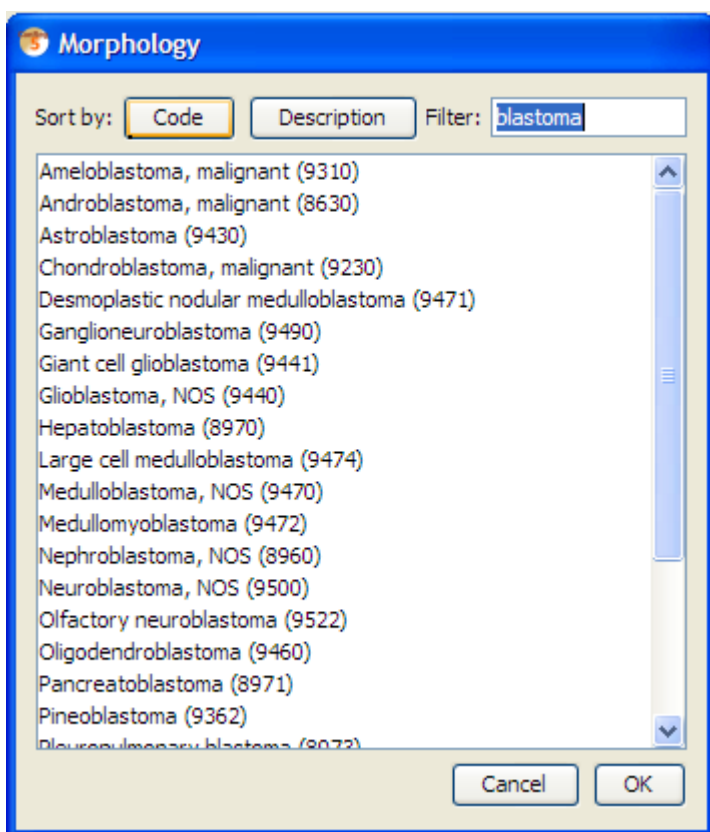 Morphology
Sort by: Code Description Filter: blastoma
Ameloblastoma, malignant (9310)
Androblastoma, malignant (8630)
Astroblastoma (9430)
Chondroblastoma, malignant (9230)
Desmoplastic nodular medulloblastoma (9471)
Ganglioneuroblastoma (9490)
Giant cell glioblastoma (9441)
Glioblastoma, NOS (9440)
Hepatoblastoma (8970)
Large cell medulloblastoma (9474)
Medulloblastoma, NOS (9470)
Medullomyoblastoma (9472)
Nephroblastoma, NOS (8960)
Neuroblastoma, NOS (9500)
Olfactory neuroblastoma (9522)
Oligodendroblastoma (9460)
Pancreatoblastoma (8971)
Pineoblastoma (9362)
Pleuropulmonary blastoma (8973)
Cancel OK